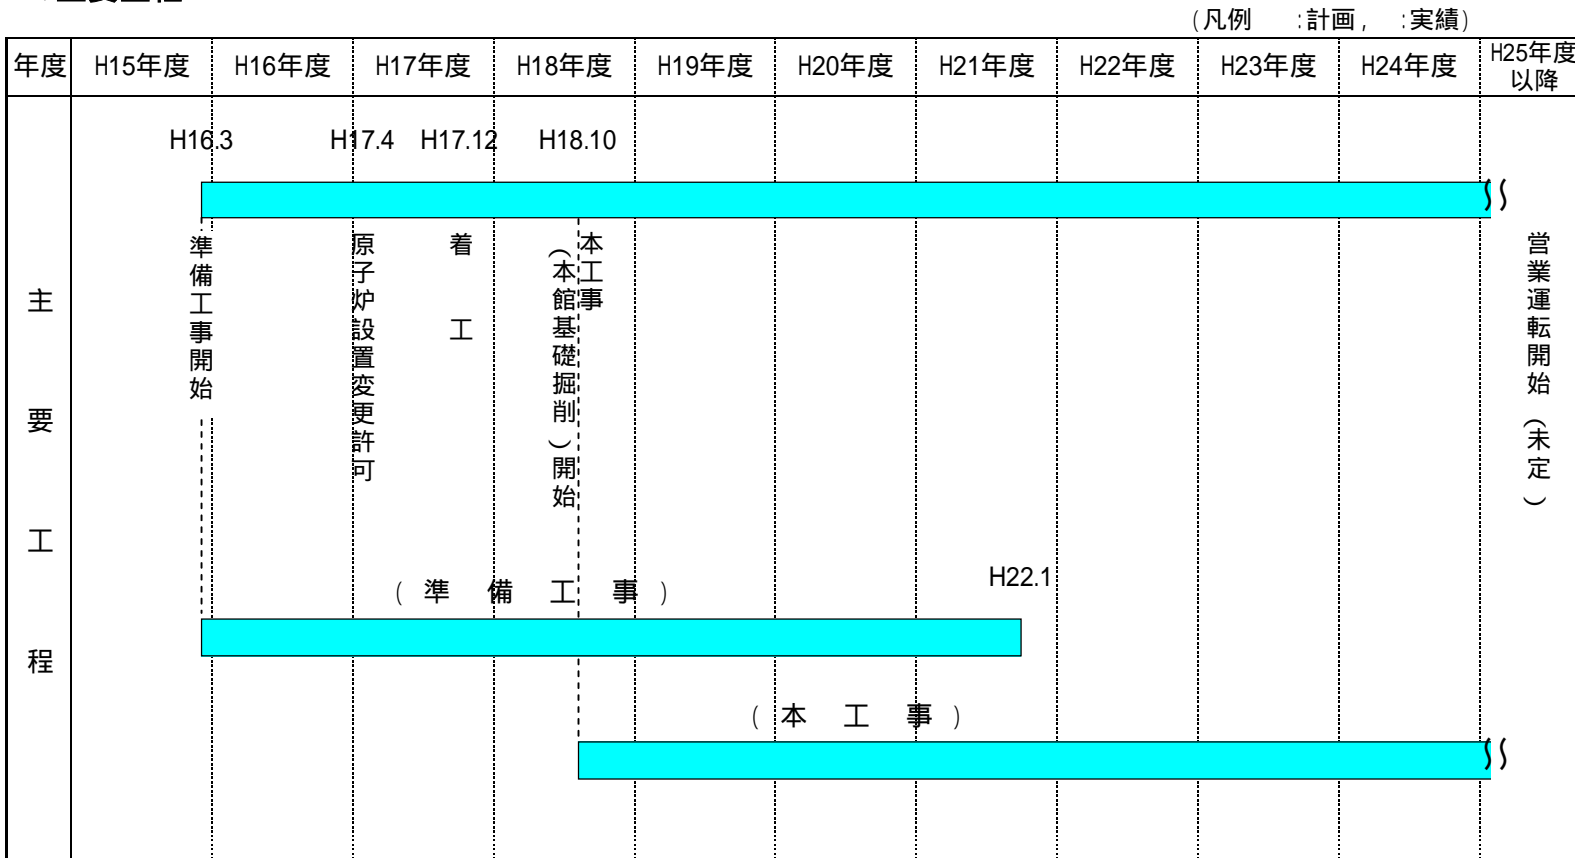 (凡例　:計画,　:実績)
年度 H15年度 H16年度 H17年度 H18年度 H19年度 H20年度 H21年度 H22年度 H23年度 H24年度 H25年度
以降
H16.3 H17.4 H17.12 H18.10
準備工事開始
原子炉設置変更許可
着工
本工事
(本館基礎掘削)開始
営業運転開始(未定)
主要工程
(準備工事)
H22.1
(本工事)